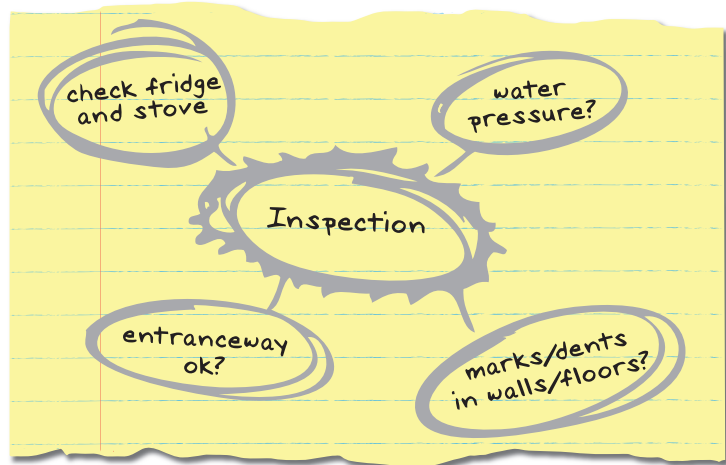 check fridge
and stove
water
pressure?
Inspection
entranceway
ok?
marks/dents
in walls/floors?